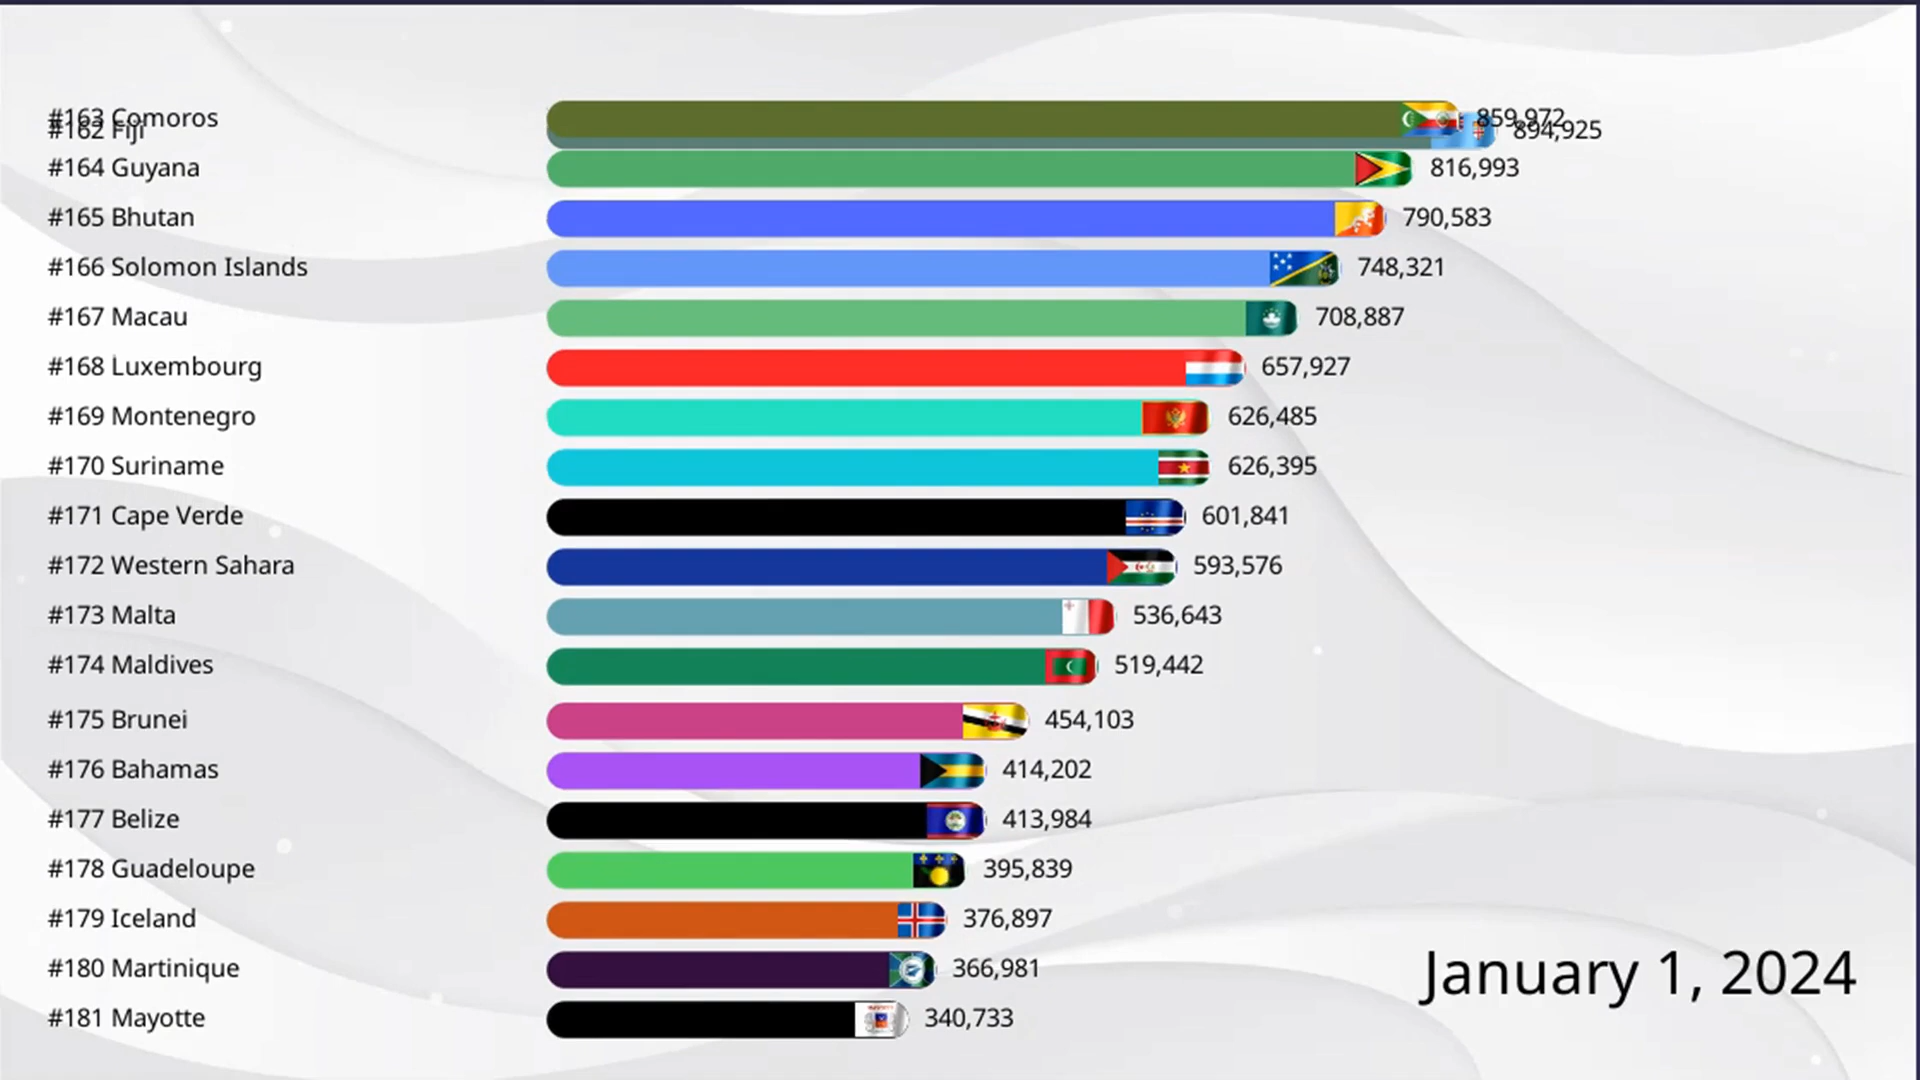 #163 Comoros 859,972
#162 Fiji 894,925
#164 Guyana 816,993
#165 Bhutan 790,583
#166 Solomon Islands 748,321
#167 Macau 708,887
#168 Luxembourg 657,927
#169 Montenegro 626,485
#170 Suriname 626,395
#171 Cape Verde 601,841
#172 Western Sahara 593,576
#173 Malta 536,643
#174 Maldives 519,442
#175 Brunei 454,103
#176 Bahamas 414,202
#177 Belize 413,984
#178 Guadeloupe 395,839
#179 Iceland 376,897
#180 Martinique 366,981
#181 Mayotte 340,733
January 1, 2024